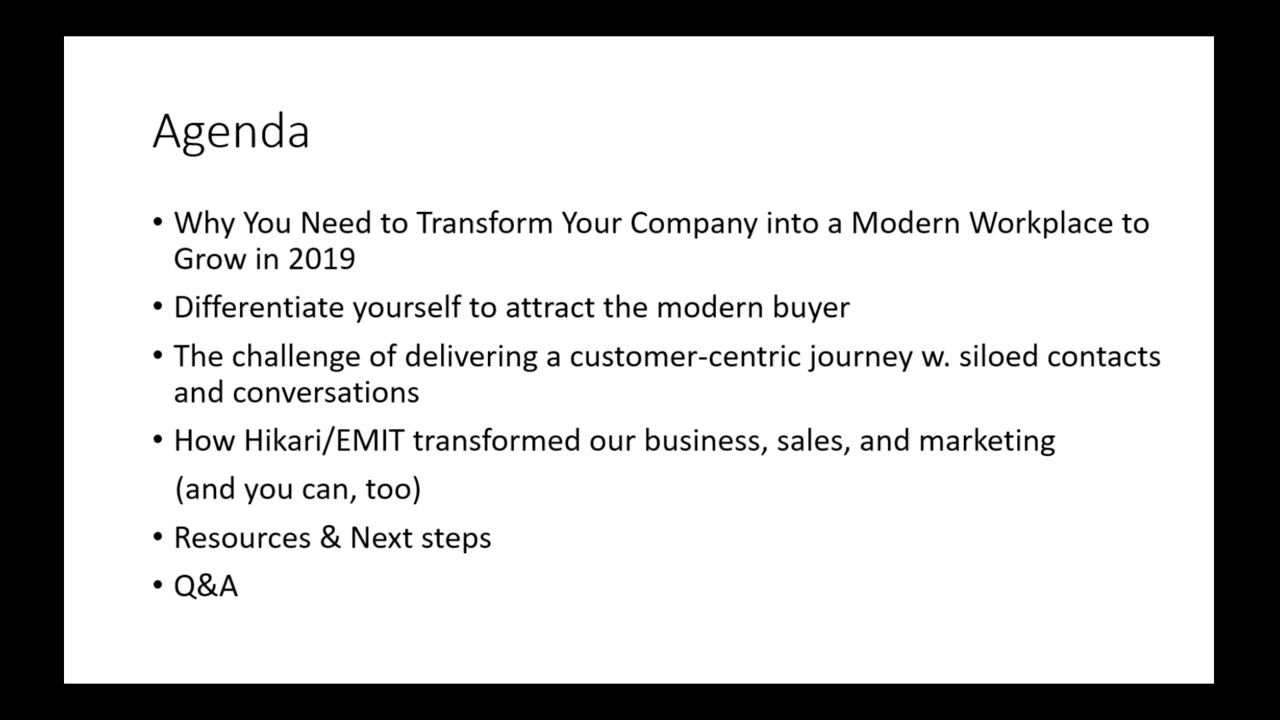 Agenda
• Why You Need to Transform Your Company into a Modern Workplace to
Grow in 2019
• Differentiate yourself to attract the modern buyer
• The challenge of delivering a customer-centric journey w. siloed contacts
and conversations
• How Hikari/EMIT transformed our business, sales, and marketing
(and you can, too)
• Resources & Next steps
• Q&A